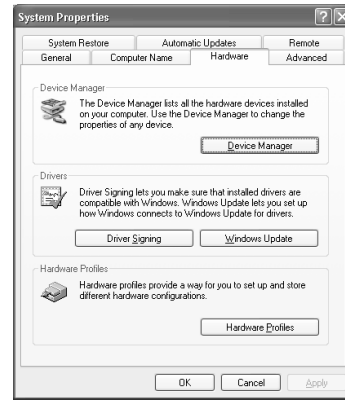 System Properties
System Restore Automatic Updates Remote
General Computer Name Hardware Advanced
Device Manager
The Device Manager lists all the hardware devices installed
on your computer. Use the Device Manager to change the
properties of any device.
Device Manager
Drivers
Driver Signing lets you make sure that installed drivers are
compatible with Windows. Windows Update lets you set up
how Windows connects to Windows Update for drivers.
Driver Signing Windows Update
Hardware Profiles
Hardware profiles provide a way for you to set up and store
different hardware configurations.
Hardware Profiles
OK Cancel Apply